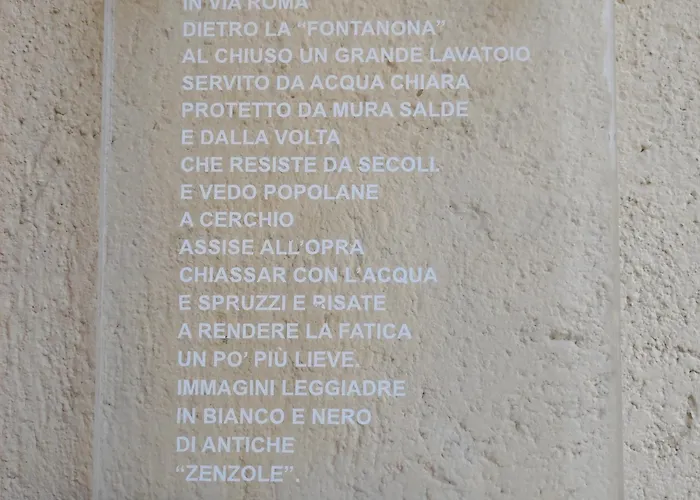 IN VIA ROMA
DIETRO LA “FONTANONA”
AL CHIUSO UN GRANDE LAVATOIO
SERVITO DA ACQUA CHIARA
PROTETTO DA MURA SALDE
E DALLA VOLTA
CHE RESISTE DA SECOLI.
E VEDO POPOLANE
A CERCHIO
ASSISE ALL’OPRA
CHIASSAR CON L’ACQUA
E SPRUZZI E RISATE
A RENDERE LA FATICA
UN PO’ PIÙ LIEVE.
IMMAGINI LEGGIADRE
IN BIANCO E NERO
DI ANTICHE
“ZENZOLE”.